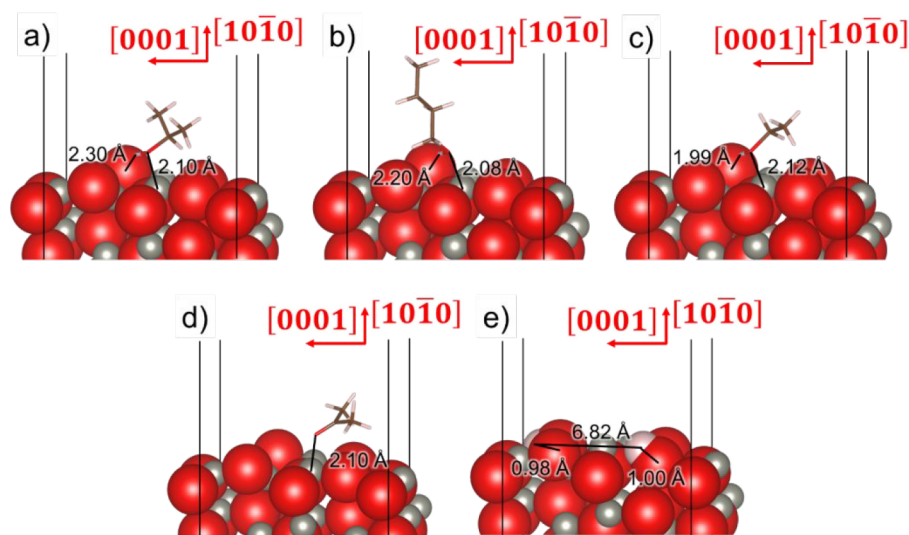 a)
[0001] [101̅0]
2.30 Å
2.10 Å
b)
[0001] [101̅0]
2.20 Å
2.08 Å
c)
[0001] [101̅0]
1.99 Å
2.12 Å
d)
[0001] [101̅0]
2.10 Å
e)
[0001] [101̅0]
6.82 Å
0.98 Å
1.00 Å